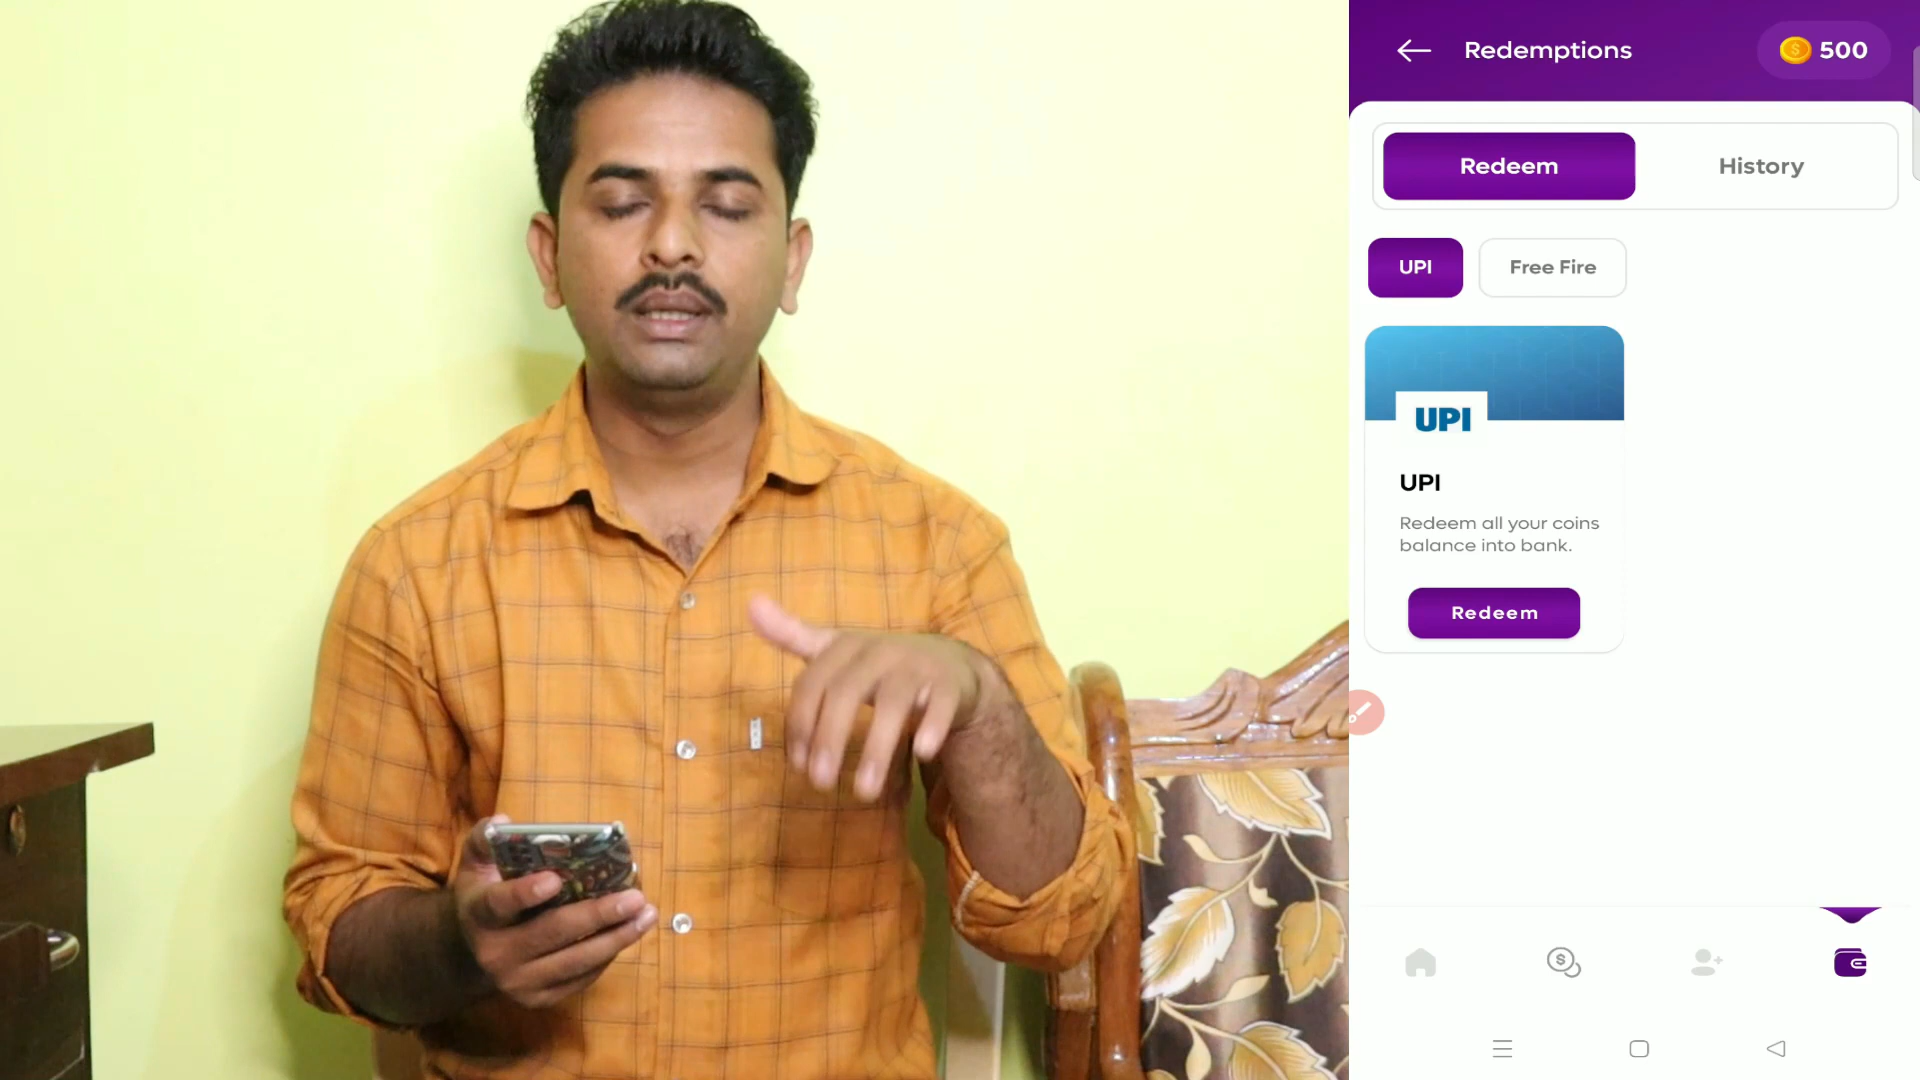 Redemptions
500
Redeem
History
UPI
Free Fire
UPI
UPI
Redeem all your coins
balance into bank.
Redeem